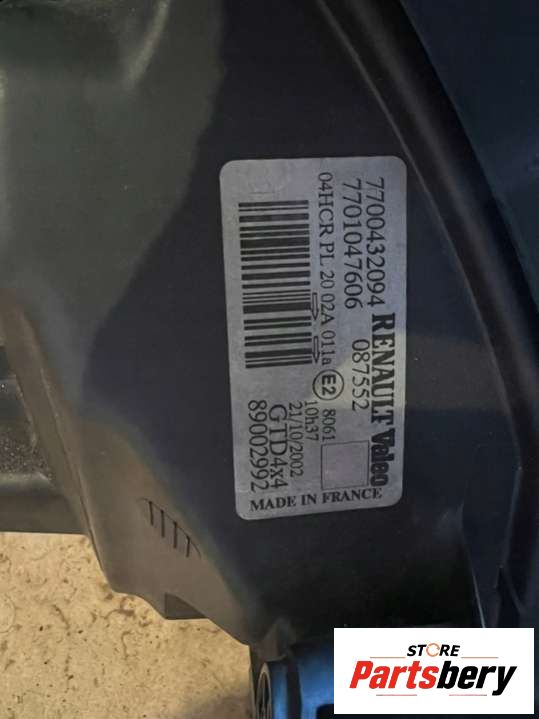 7700432094 RENAULT Valeo
7701047606 087552
04HCR PL 20 02A 011a E2 8061
10h37
21/10/2002
GTD4x4
89002992
MADE IN FRANCE
STORE
Partsbery